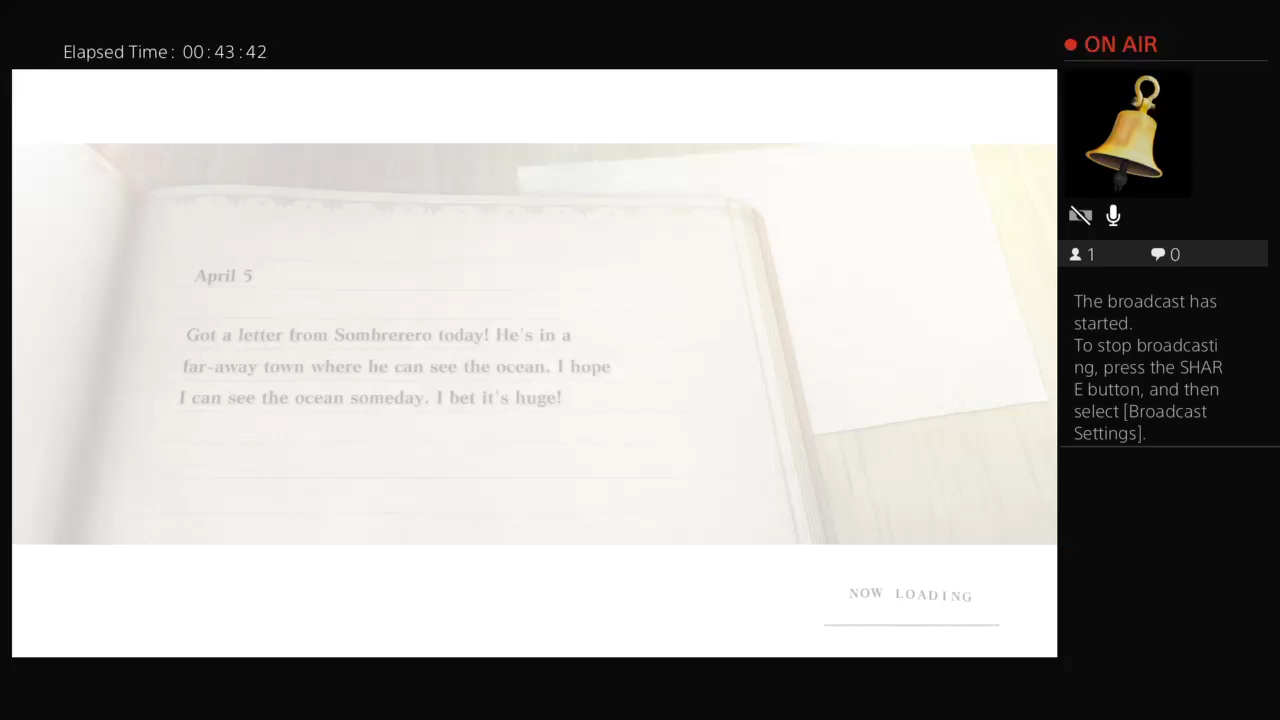 Elapsed Time: 00:43:42
ON AIR
April 5
Got a letter from Sombrerero today! He's in a
far-away town where he can see the ocean. I hope
I can see the ocean someday. I bet it's huge!
NOW LOADING
1
0
The broadcast has
started.
To stop broadcasti
ng, press the SHAR
E button, and then
select [Broadcast
Settings].